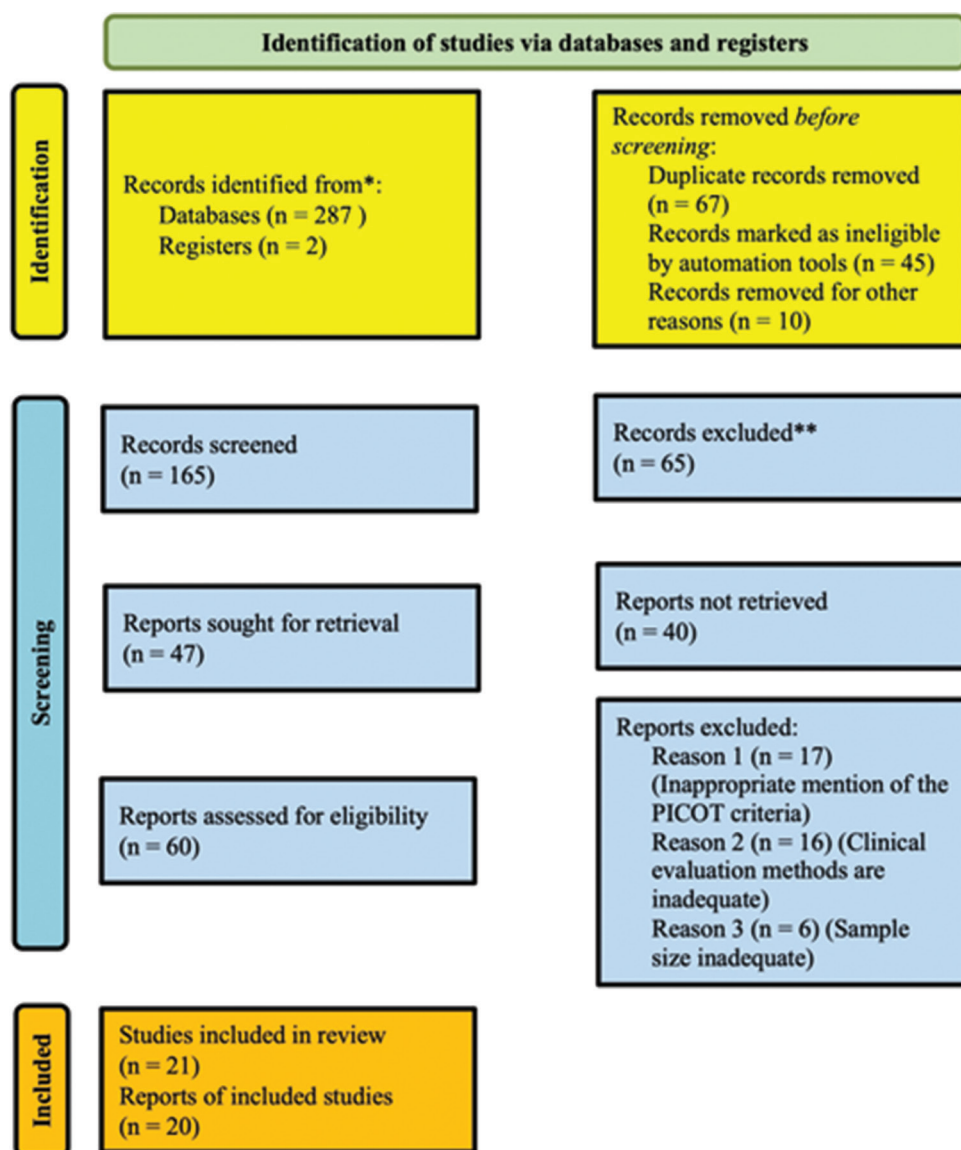 Identification of studies via databases and registers
Identification
Records identified from*:
Databases (n = 287 )
Registers (n = 2)
Records removed before
screening:
Duplicate records removed
(n = 67)
Records marked as ineligible
by automation tools (n = 45)
Records removed for other
reasons (n = 10)
Screening
Records screened
(n = 165)
Records excluded**
(n = 65)
Reports sought for retrieval
(n = 47)
Reports not retrieved
(n = 40)
Reports assessed for eligibility
(n = 60)
Reports excluded:
Reason 1 (n = 17)
(Inappropriate mention of the
PICOT criteria)
Reason 2 (n = 16) (Clinical
evaluation methods are
inadequate)
Reason 3 (n = 6) (Sample
size inadequate)
Included
Studies included in review
(n = 21)
Reports of included studies
(n = 20)